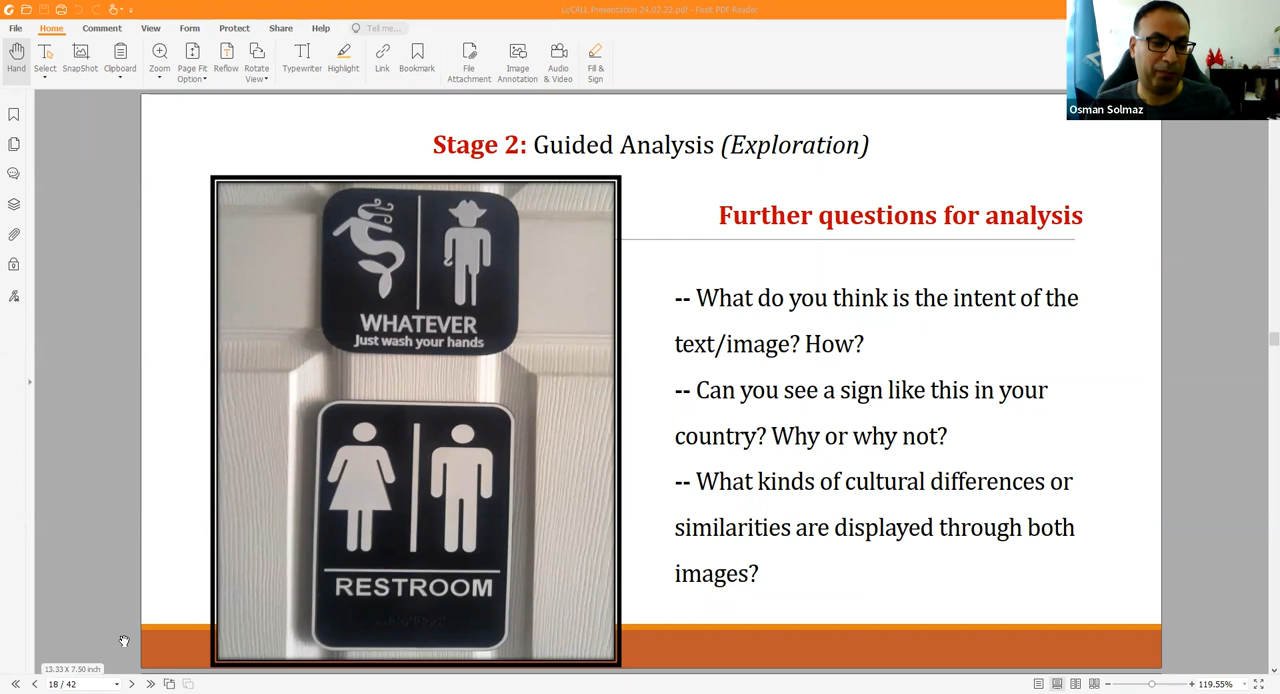 LoCALL Presentation 24.02.22.pdf - Foxit PDF Reader
File Home Comment View Form Protect Share Help Tell me...
Hand Select SnapShot Clipboard Zoom Page Fit Option Reflow Rotate View Typewriter Highlight Link Bookmark File Attachment Image Annotation Audio & Video Fill & Sign
Osman Solmaz
Stage 2: Guided Analysis (Exploration)
WHATEVER
Just wash your hands
RESTROOM
Further questions for analysis
-- What do you think is the intent of the
text/image? How?
-- Can you see a sign like this in your
country? Why or why not?
-- What kinds of cultural differences or
similarities are displayed through both
images?
13.33 X 7.50 inch
18 / 42
119.55%